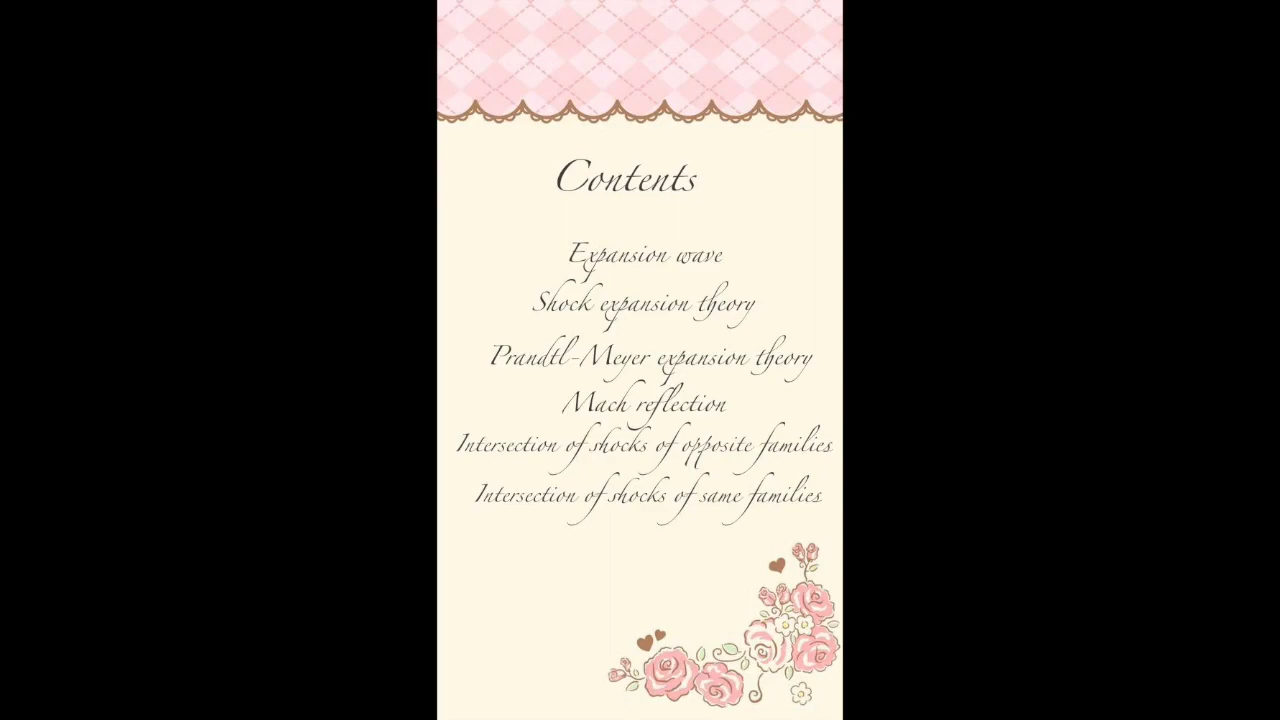 Contents
Expansion wave
Shock expansion theory
Prandtl-Meyer expansion theory
Mach reflection
Intersection of shocks of opposite families
Intersection of shocks of same families